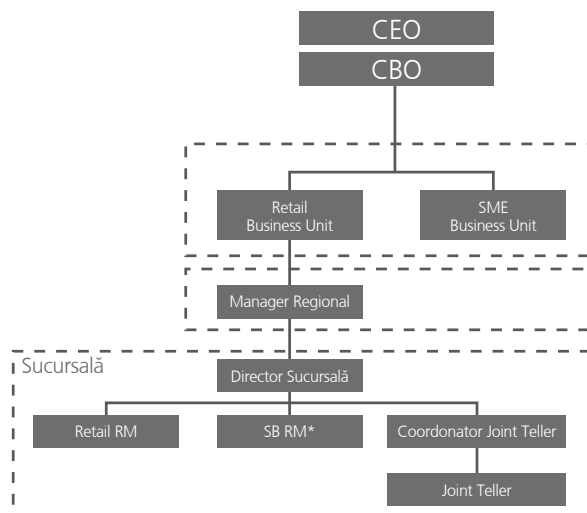 CEO
CBO
Retail
Business Unit
SME
Business Unit
Manager Regional
Sucursală
Director Sucursală
Retail RM
SB RM*
Coordonator Joint Teller
Joint Teller